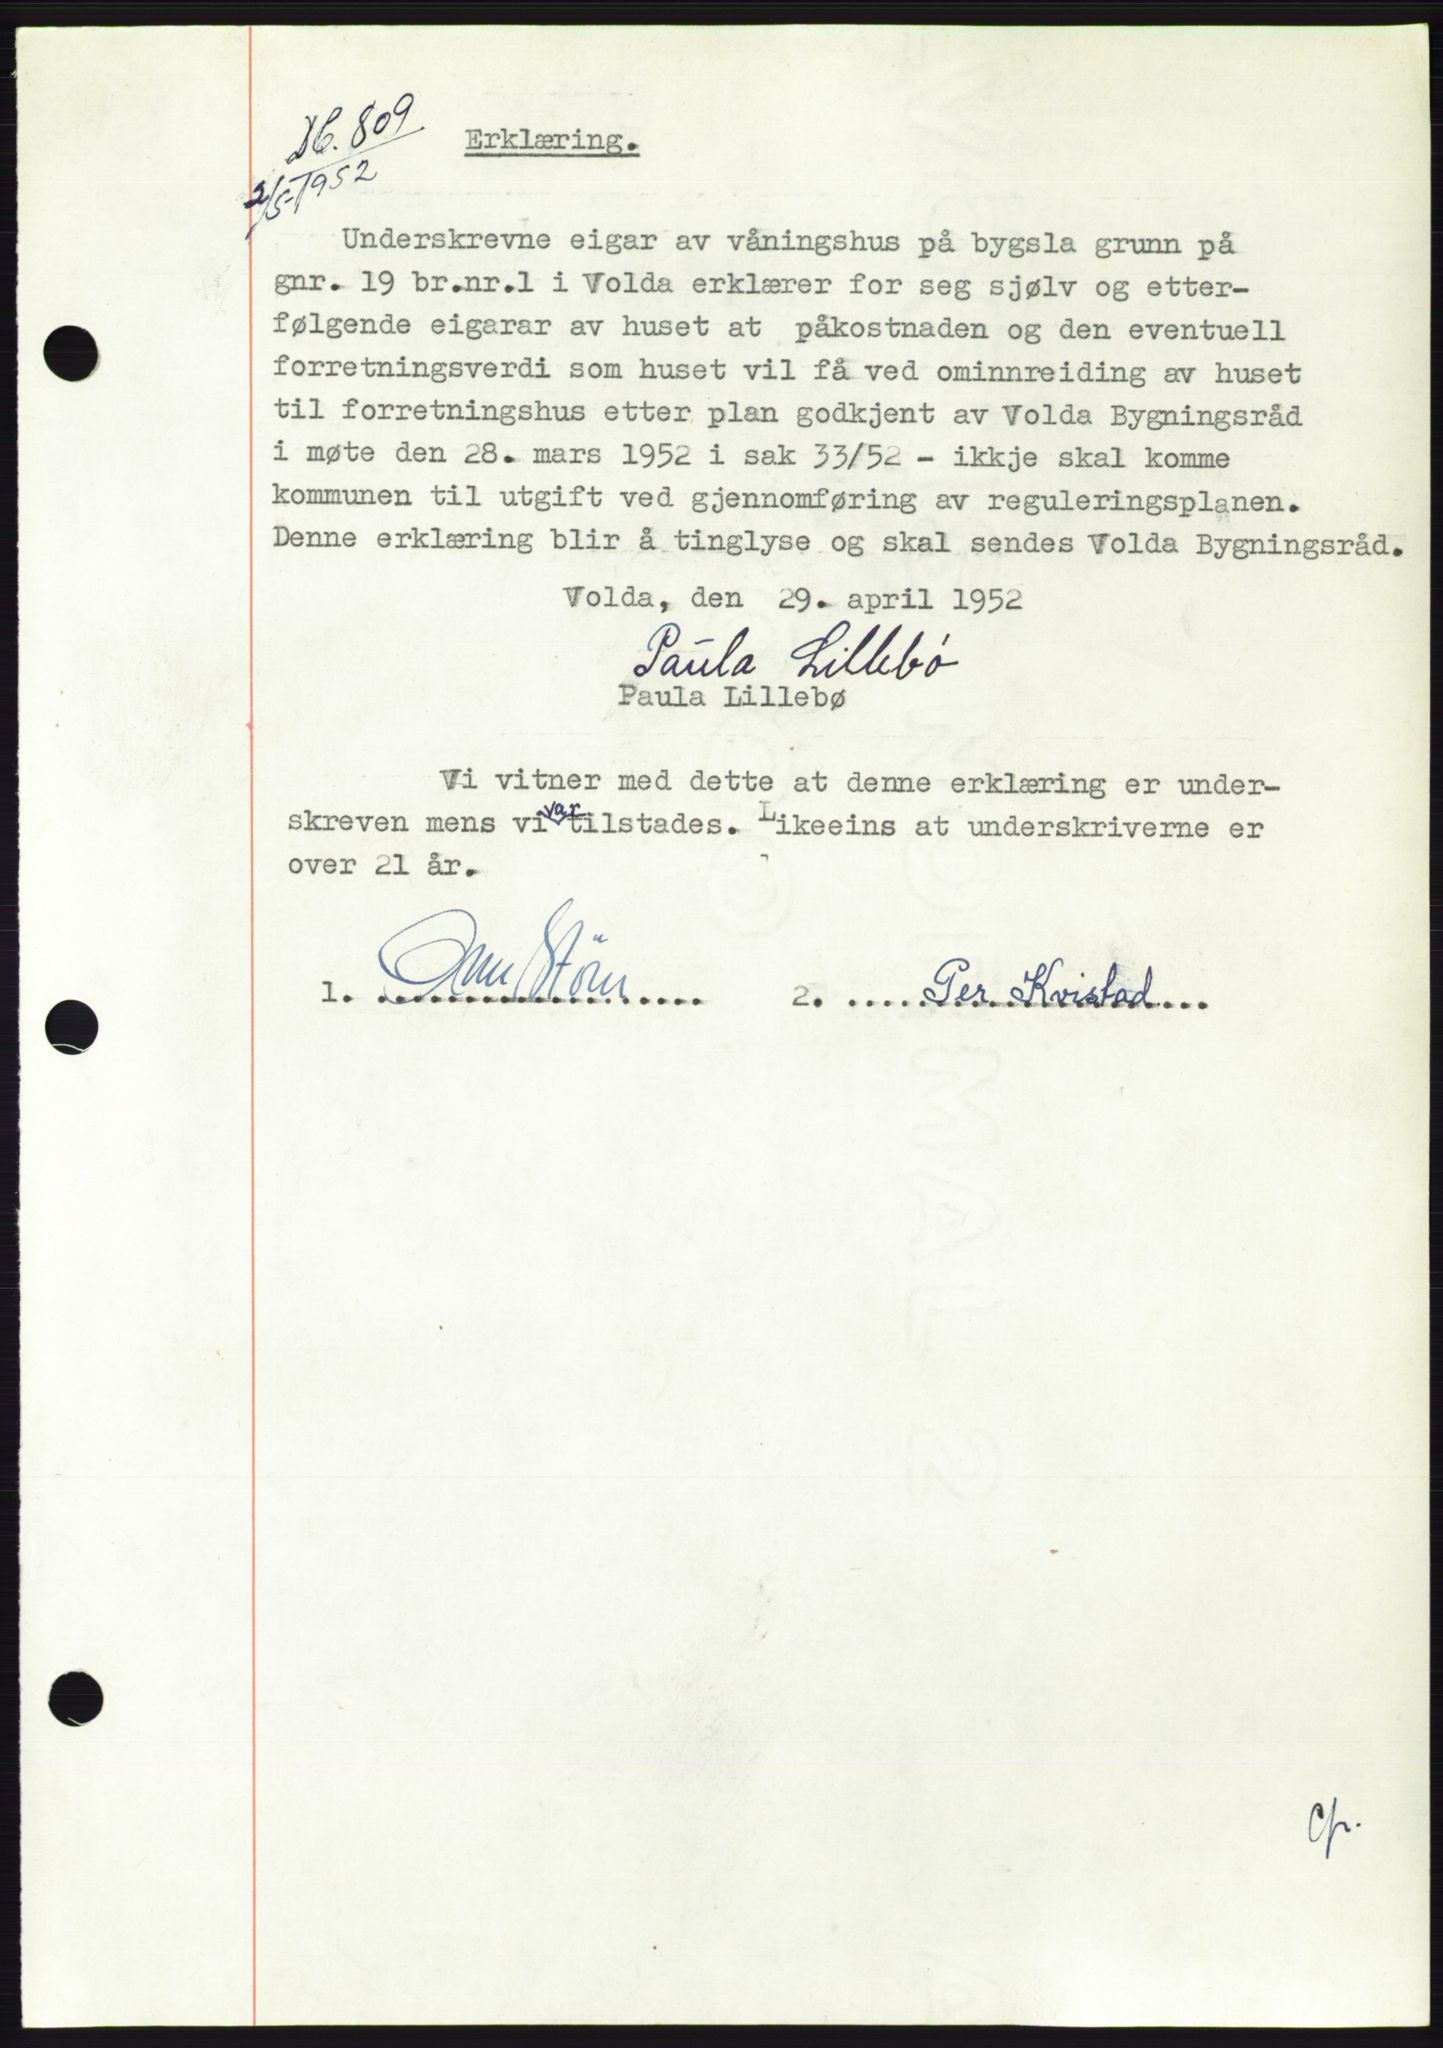 Db. 809
2/5-1952
Erklæring.
Underskrevne eigar av våningshus på bygsla grunn på
gnr. 19 br.nr.1 i Volda erklærer for seg sjølv og etter-
følgende eigarar av huset at påkostnaden og den eventuell
forretningsverdi som huset vil få ved ominnreiding av huset
til forretningshus etter plan godkjent av Volda Bygningsråd
i møte den 28. mars 1952 i sak 33/52 - ikkje skal komme
kommunen til utgift ved gjennomføring av reguleringsplanen.
Denne erklæring blir å tinglyse og skal sendes Volda Bygningsråd.
Volda, den 29. april 1952
Paula Lillebø
Paula Lillebø
Vi vitner med dette at denne erklæring er under-
skreven mens vi var tilstades. Likeeins at underskriverne er
over 21 år.
1. ....................
2. ..... Per Kvistad ...